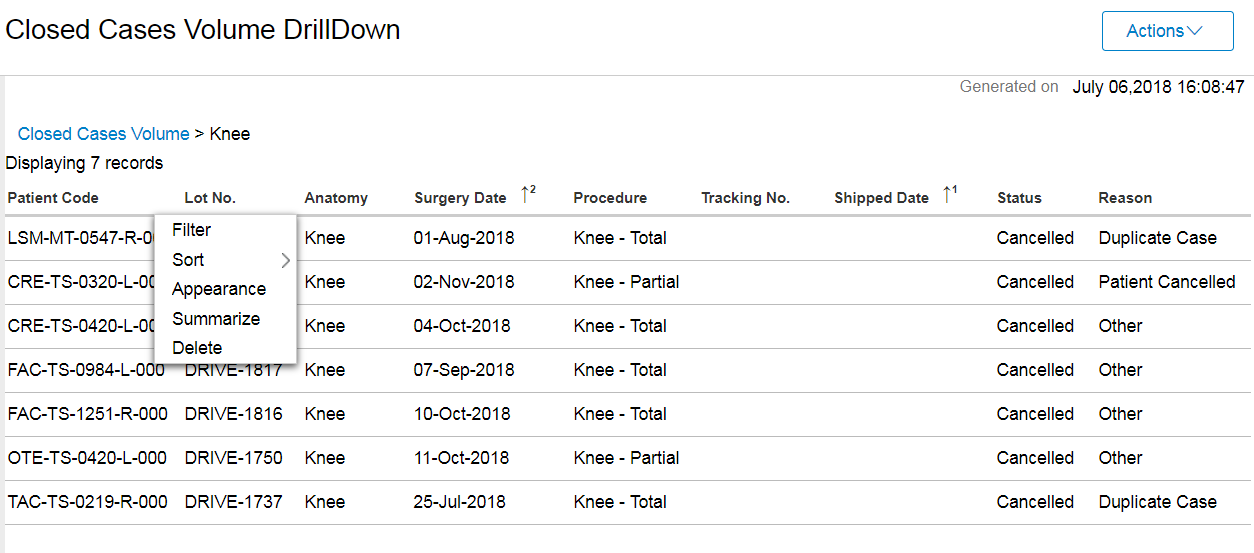 Closed Cases Volume DrillDown
Actions
Generated on July 06,2018 16:08:47
Closed Cases Volume > Knee
Displaying 7 records
Patient Code Lot No. Anatomy Surgery Date ↑2 Procedure Tracking No. Shipped Date ↑1 Status Reason
Filter
Sort
Appearance
Summarize
Delete
LSM-MT-0547-R-0 Knee 01-Aug-2018 Knee - Total Cancelled Duplicate Case
CRE-TS-0320-L-00 Knee 02-Nov-2018 Knee - Partial Cancelled Patient Cancelled
CRE-TS-0420-L-00 Knee 04-Oct-2018 Knee - Total Cancelled Other
FAC-TS-0984-L-000 DRIVE-1817 Knee 07-Sep-2018 Knee - Total Cancelled Other
FAC-TS-1251-R-000 DRIVE-1816 Knee 10-Oct-2018 Knee - Total Cancelled Other
OTE-TS-0420-L-000 DRIVE-1750 Knee 11-Oct-2018 Knee - Partial Cancelled Other
TAC-TS-0219-R-000 DRIVE-1737 Knee 25-Jul-2018 Knee - Total Cancelled Duplicate Case